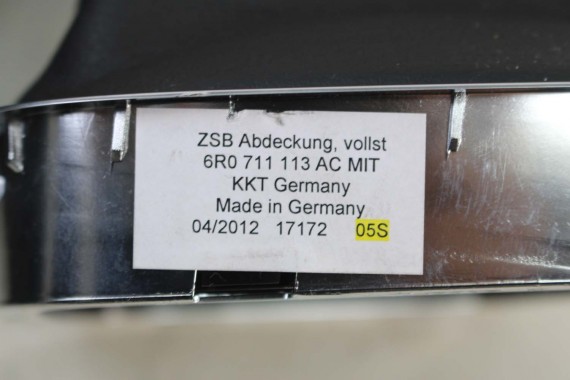 ZSB Abdeckung, vollst
6R0 711 113 AC MIT
KKT Germany
Made in Germany
04/2012 17172 05S